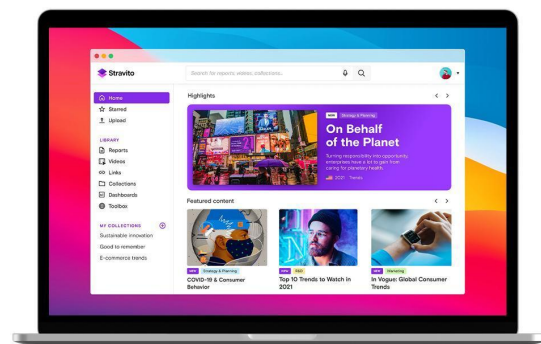 Stravito
Search for reports, videos, collections...
Home
Starred
Upload
LIBRARY
Reports
Videos
Links
Collections
Dashboards
Toolbox
MY COLLECTIONS
Sustainable innovation
Good to remember
E-commerce trends
Highlights
NEW Strategy & Planning
On Behalf
of the Planet
Turning responsibility into opportunity,
enterprises have a lot to gain from
caring for planetary health.
2021 Trends
Featured content
NEW Strategy & Planning
COVID-19 & Consumer
Behavior
NEW R&D
Top 10 Trends to Watch in
2021
NEW Marketing
In Vogue: Global Consumer
Trends